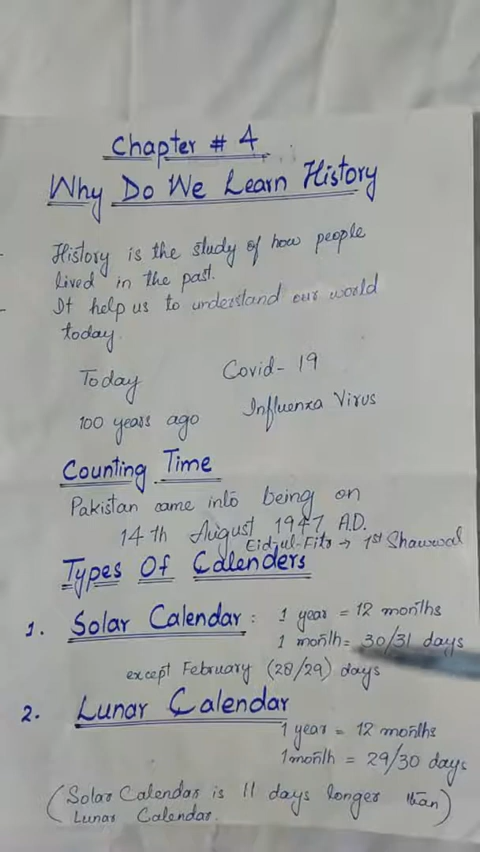 Chapter # 4
Why Do We Learn History
History is the study of how people
lived in the past.
It help us to understand our world
today.
Today Covid-19
100 years ago Influenza Virus
Counting Time
Pakistan came into being on
14th August 1947 A.D.
Eid-ul-Fitr → 1st Shawwal
Types Of Calenders
1. Solar Calendar: 1 year = 12 months
1 month = 30/31 days
except February (28/29) days
2. Lunar Calendar
1 year = 12 months
1 month = 29/30 days
(Solar Calendar is 11 days longer than)
Lunar Calendar.